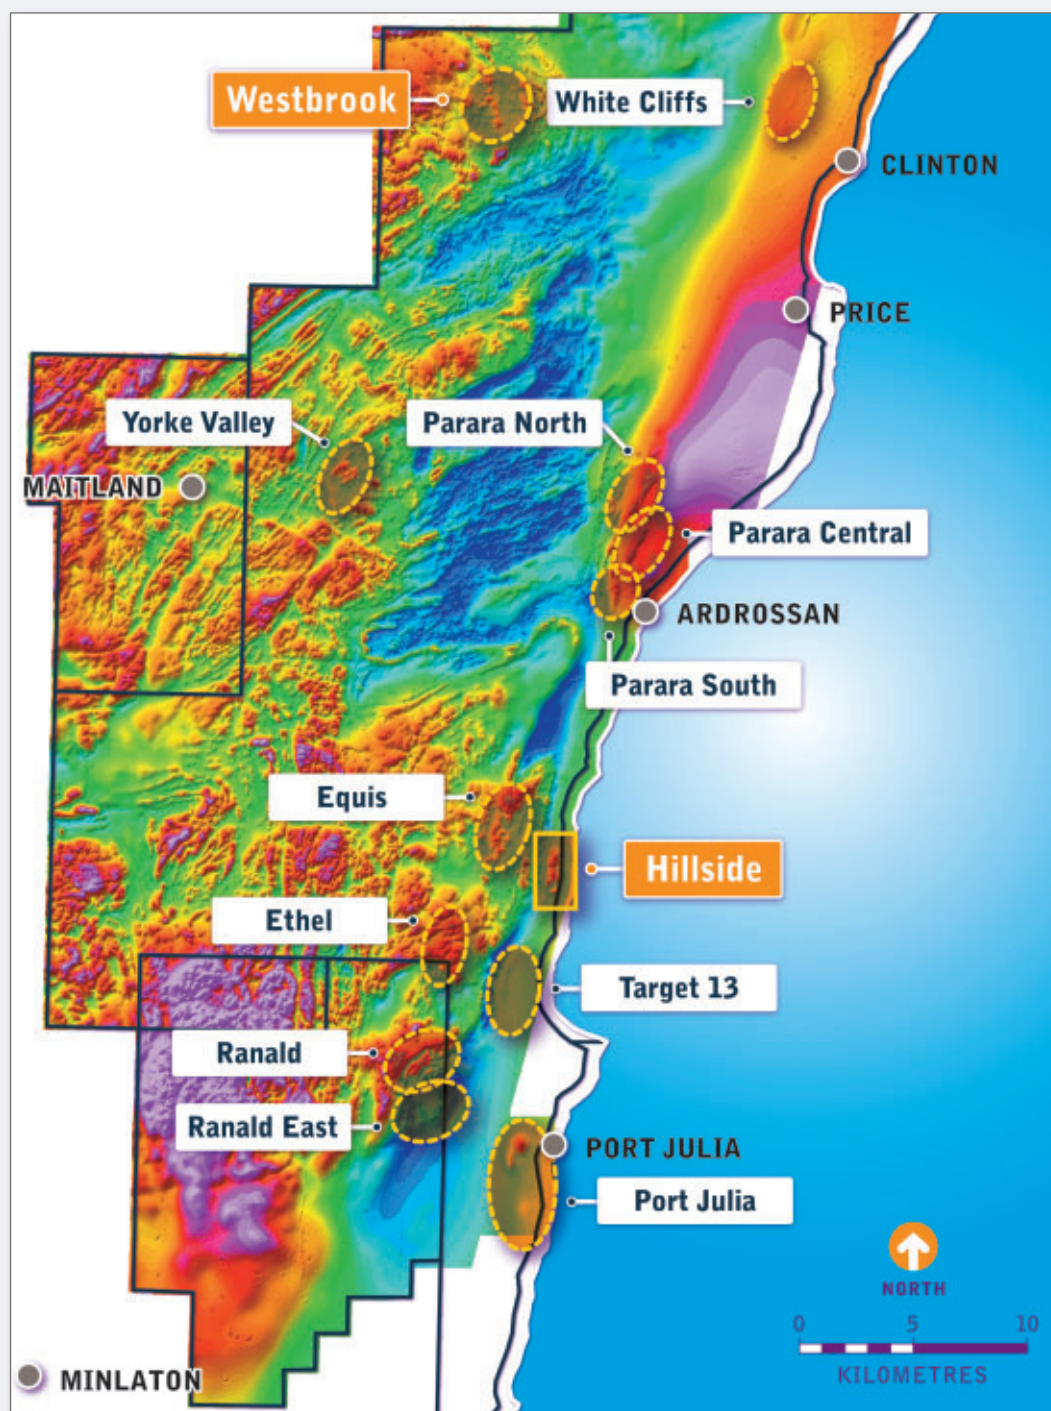 Westbrook
White Cliffs
CLINTON
PRICE
Yorke Valley
Parara North
MAITLAND
Parara Central
ARDROSSAN
Parara South
Equis
Hillside
Ethel
Target 13
Ranald
Ranald East
PORT JULIA
Port Julia
NORTH
0 5 10
KILOMETRES
MINLATON